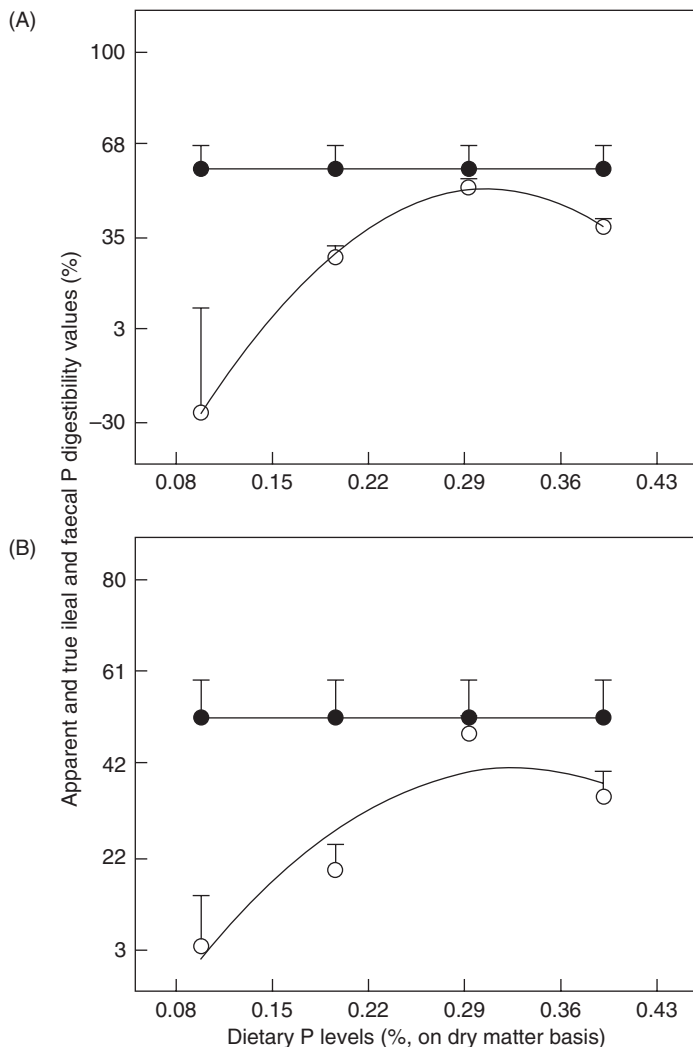 (A)
100
68
35
3
–30
0.08 0.15 0.22 0.29 0.36 0.43
Apparent and true ileal and faecal P digestibility values (%)
(B)
80
61
42
22
3
0.08 0.15 0.22 0.29 0.36 0.43
Dietary P levels (%, on dry matter basis)